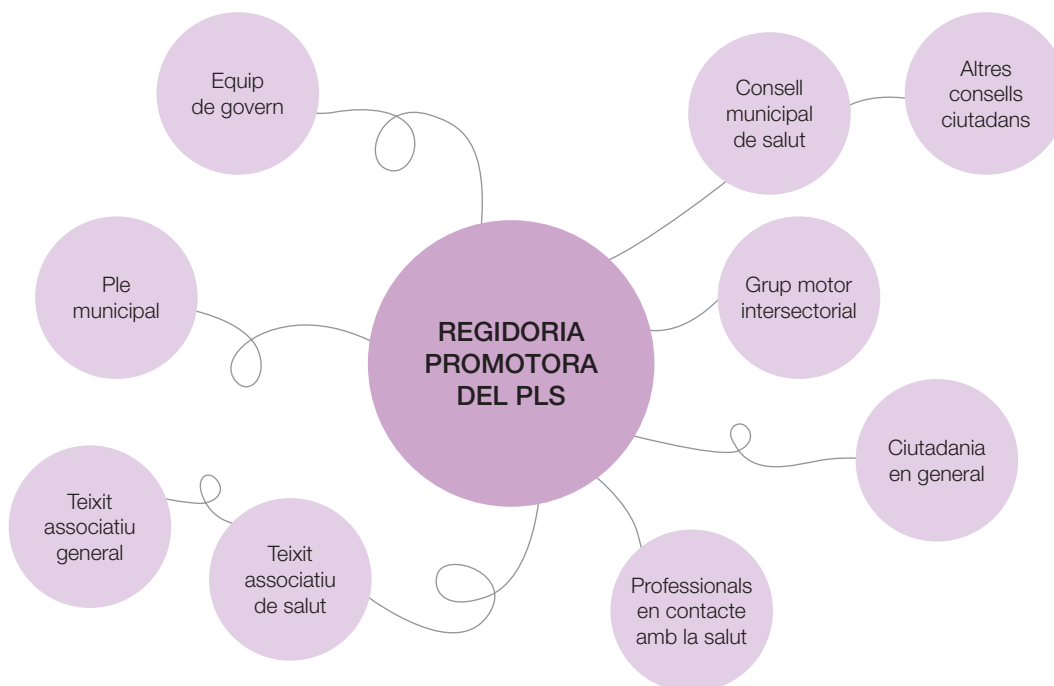 Equip
de govern
Consell
municipal
de salut
Altres
consells
ciutadans
Ple
municipal
REGIDORIA
PROMOTORA
DEL PLS
Grup motor
intersectorial
Ciutadania
en general
Teixit
associatiu
general
Teixit
associatiu
de salut
Professionals
en contacte
amb la salut